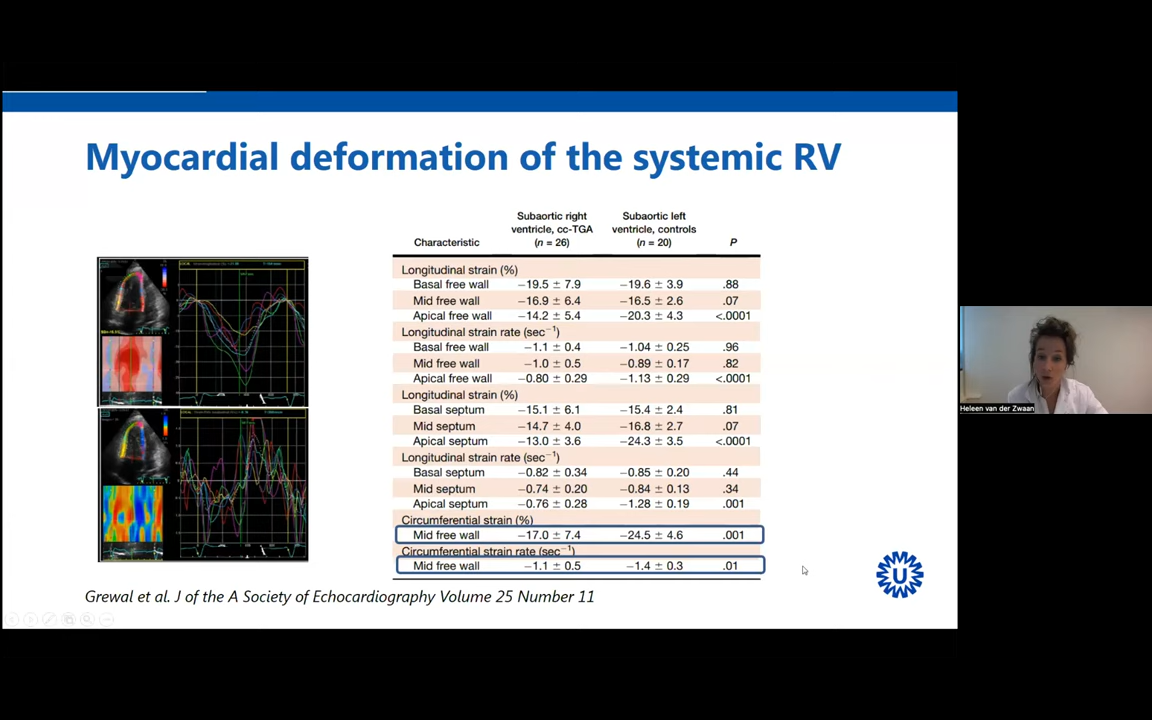 Myocardial deformation of the systemic RV
Subaortic right Subaortic left
ventricle, cc-TGA ventricle, controls
Characteristic (n = 26) (n = 20) P
Longitudinal strain (%)
Basal free wall −19.5 ± 7.9 −19.6 ± 3.9 .88
Mid free wall −16.9 ± 6.4 −16.5 ± 2.6 .07
Apical free wall −14.2 ± 5.4 −20.3 ± 4.3 <.0001
Longitudinal strain rate (sec⁻¹)
Basal free wall −1.1 ± 0.4 −1.04 ± 0.25 .96
Mid free wall −1.0 ± 0.5 −0.89 ± 0.17 .82
Apical free wall −0.80 ± 0.29 −1.13 ± 0.29 <.0001
Longitudinal strain (%)
Basal septum −15.1 ± 6.1 −15.4 ± 2.4 .81
Mid septum −14.7 ± 4.0 −16.8 ± 2.7 .07
Apical septum −13.0 ± 3.6 −24.3 ± 3.5 <.0001
Longitudinal strain rate (sec⁻¹)
Basal septum −0.82 ± 0.34 −0.85 ± 0.20 .44
Mid septum −0.74 ± 0.20 −0.84 ± 0.13 .34
Apical septum −0.76 ± 0.28 −1.28 ± 0.19 .001
Circumferential strain (%)
Mid free wall −17.0 ± 7.4 −24.5 ± 4.6 .001
Circumferential strain rate (sec⁻¹)
Mid free wall −1.1 ± 0.5 −1.4 ± 0.3 .01
Grewal et al. J of the A Society of Echocardiography Volume 25 Number 11
Heleen van der Zwaan